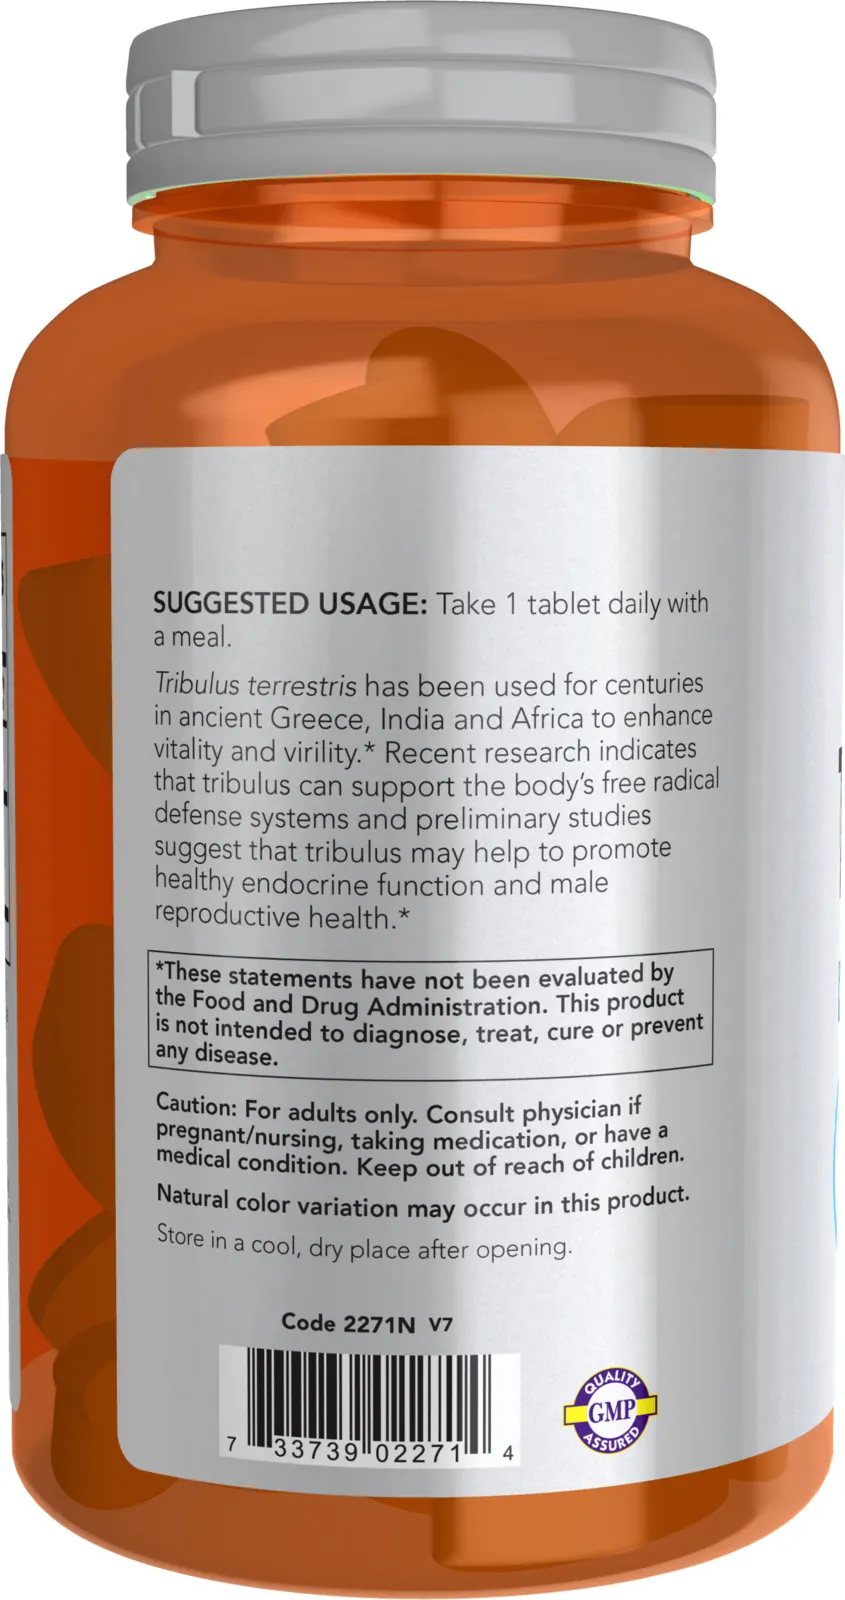 SUGGESTED USAGE: Take 1 tablet daily with
a meal.
Tribulus terrestris has been used for centuries
in ancient Greece, India and Africa to enhance
vitality and virility.* Recent research indicates
that tribulus can support the body's free radical
defense systems and preliminary studies
suggest that tribulus may help to promote
healthy endocrine function and male
reproductive health.*
*These statements have not been evaluated by
the Food and Drug Administration. This product
is not intended to diagnose, treat, cure or prevent
any disease.
Caution: For adults only. Consult physician if
pregnant/nursing, taking medication, or have a
medical condition. Keep out of reach of children.
Natural color variation may occur in this product.
Store in a cool, dry place after opening.
Code 2271N V7
7 33739 02271 4
QUALITY
GMP
ASSURED